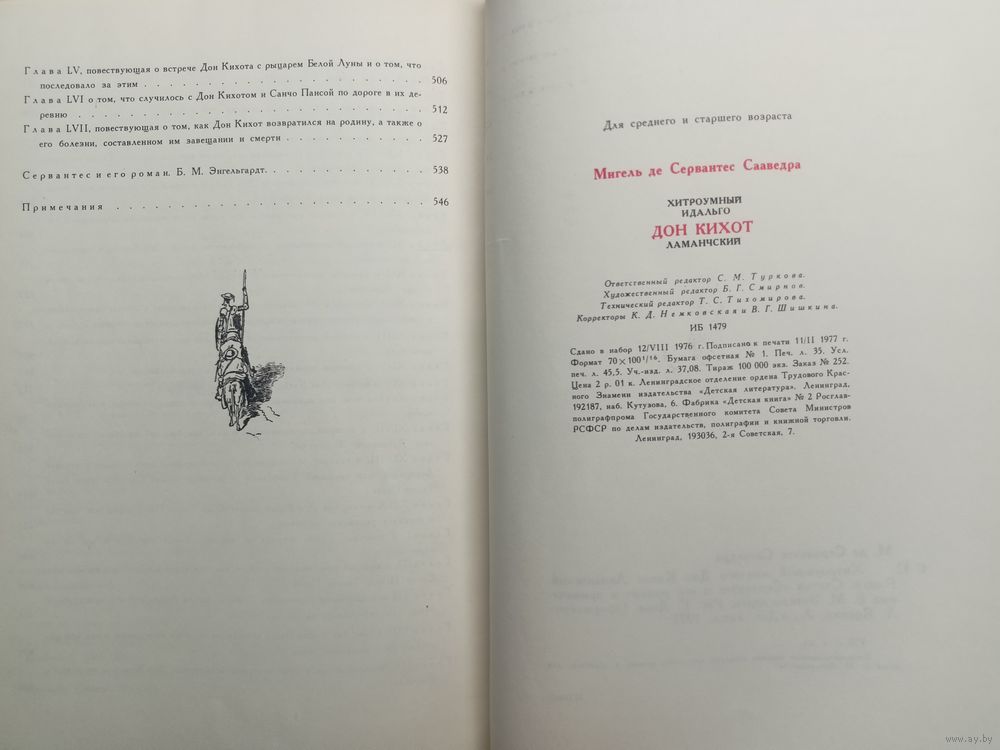 Глава LV, повествующая о встрече Дон Кихота с рыцарем Белой Луны и о том, что
последовало за этим . . . . . . . . . . . . . . . . . . . . 506
Глава LVI о том, что случилось с Дон Кихотом и Санчо Пансой по дороге в их де-
ревню . . . . . . . . . . . . . . . . . . . . . . . . 512
Глава LVII, повествующая о том, как Дон Кихот возвратился на родину, а также о
его болезни, составленном им завещании и смерти . . . . . . . . . . 527
Сервантес и его роман. Б. М. Энгельгардт. . . . . . . . . . . . 538
Примечания . . . . . . . . . . . . . . . . . . . . . . 546
Для среднего и старшего возраста
Мигель де Сервантес Сааведра
ХИТРОУМНЫЙ
ИДАЛЬГО
ДОН КИХОТ
ЛАМАНЧСКИЙ
Ответственный редактор С. М. Туркова.
Художественный редактор Б. Г. Смирнов.
Технический редактор Т. С. Тихомирова.
Корректоры К. Д. Немковская и В. Г. Шишкина.
ИБ 1479
Сдано в набор 12/VIII 1976 г. Подписано к печати 11/II 1977 г.
Формат 70×100 1/16. Бумага офсетная № 1. Печ. л. 35. Усл.
печ. л. 45,5. Уч.-изд. л. 37,08. Тираж 100 000 экз. Заказ № 252.
Цена 2 р. 01 к. Ленинградское отделение ордена Трудового Крас-
ного Знамени издательства «Детская литература». Ленинград,
192187, наб. Кутузова, 6. Фабрика «Детская книга» № 2 Росглав-
полиграфпрома Государственного комитета Совета Министров
РСФСР по делам издательств, полиграфии и книжной торговли.
Ленинград, 193036, 2-я Советская, 7.
www.ay.by